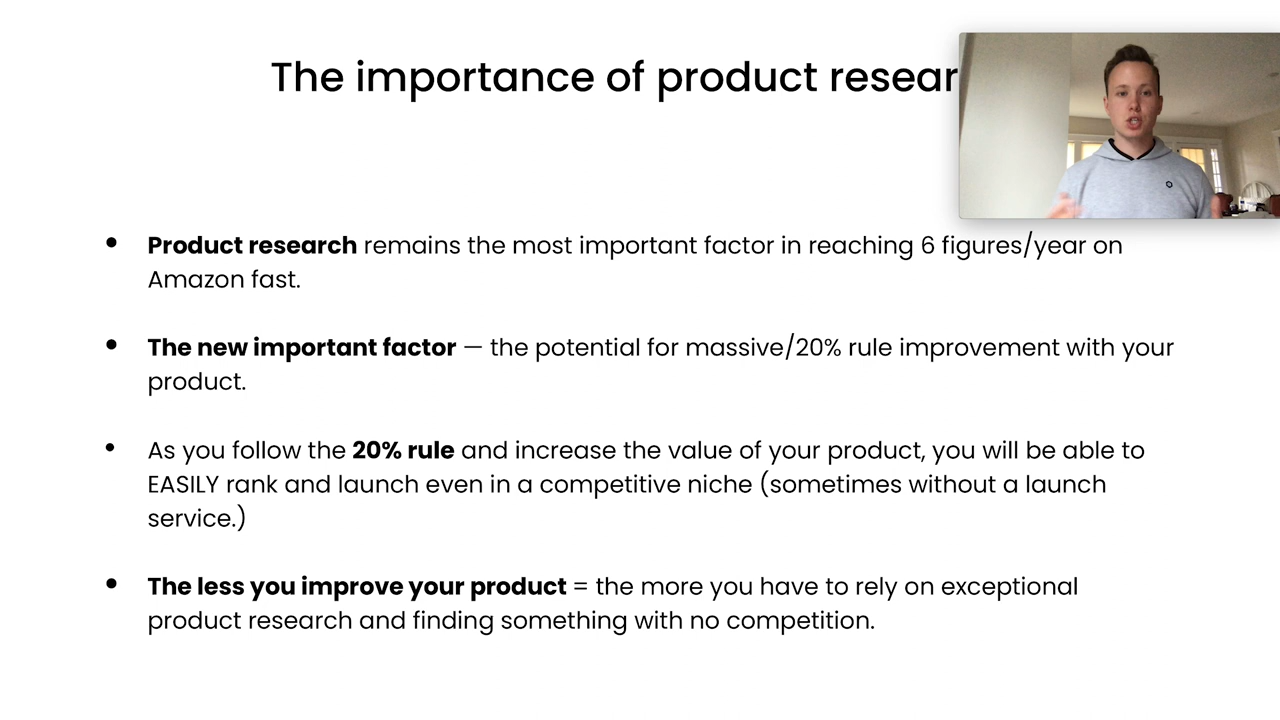 The importance of product resear
Product research remains the most important factor in reaching 6 figures/year on
Amazon fast.
The new important factor — the potential for massive/20% rule improvement with your
product.
As you follow the 20% rule and increase the value of your product, you will be able to
EASILY rank and launch even in a competitive niche (sometimes without a launch
service.)
The less you improve your product = the more you have to rely on exceptional
product research and finding something with no competition.